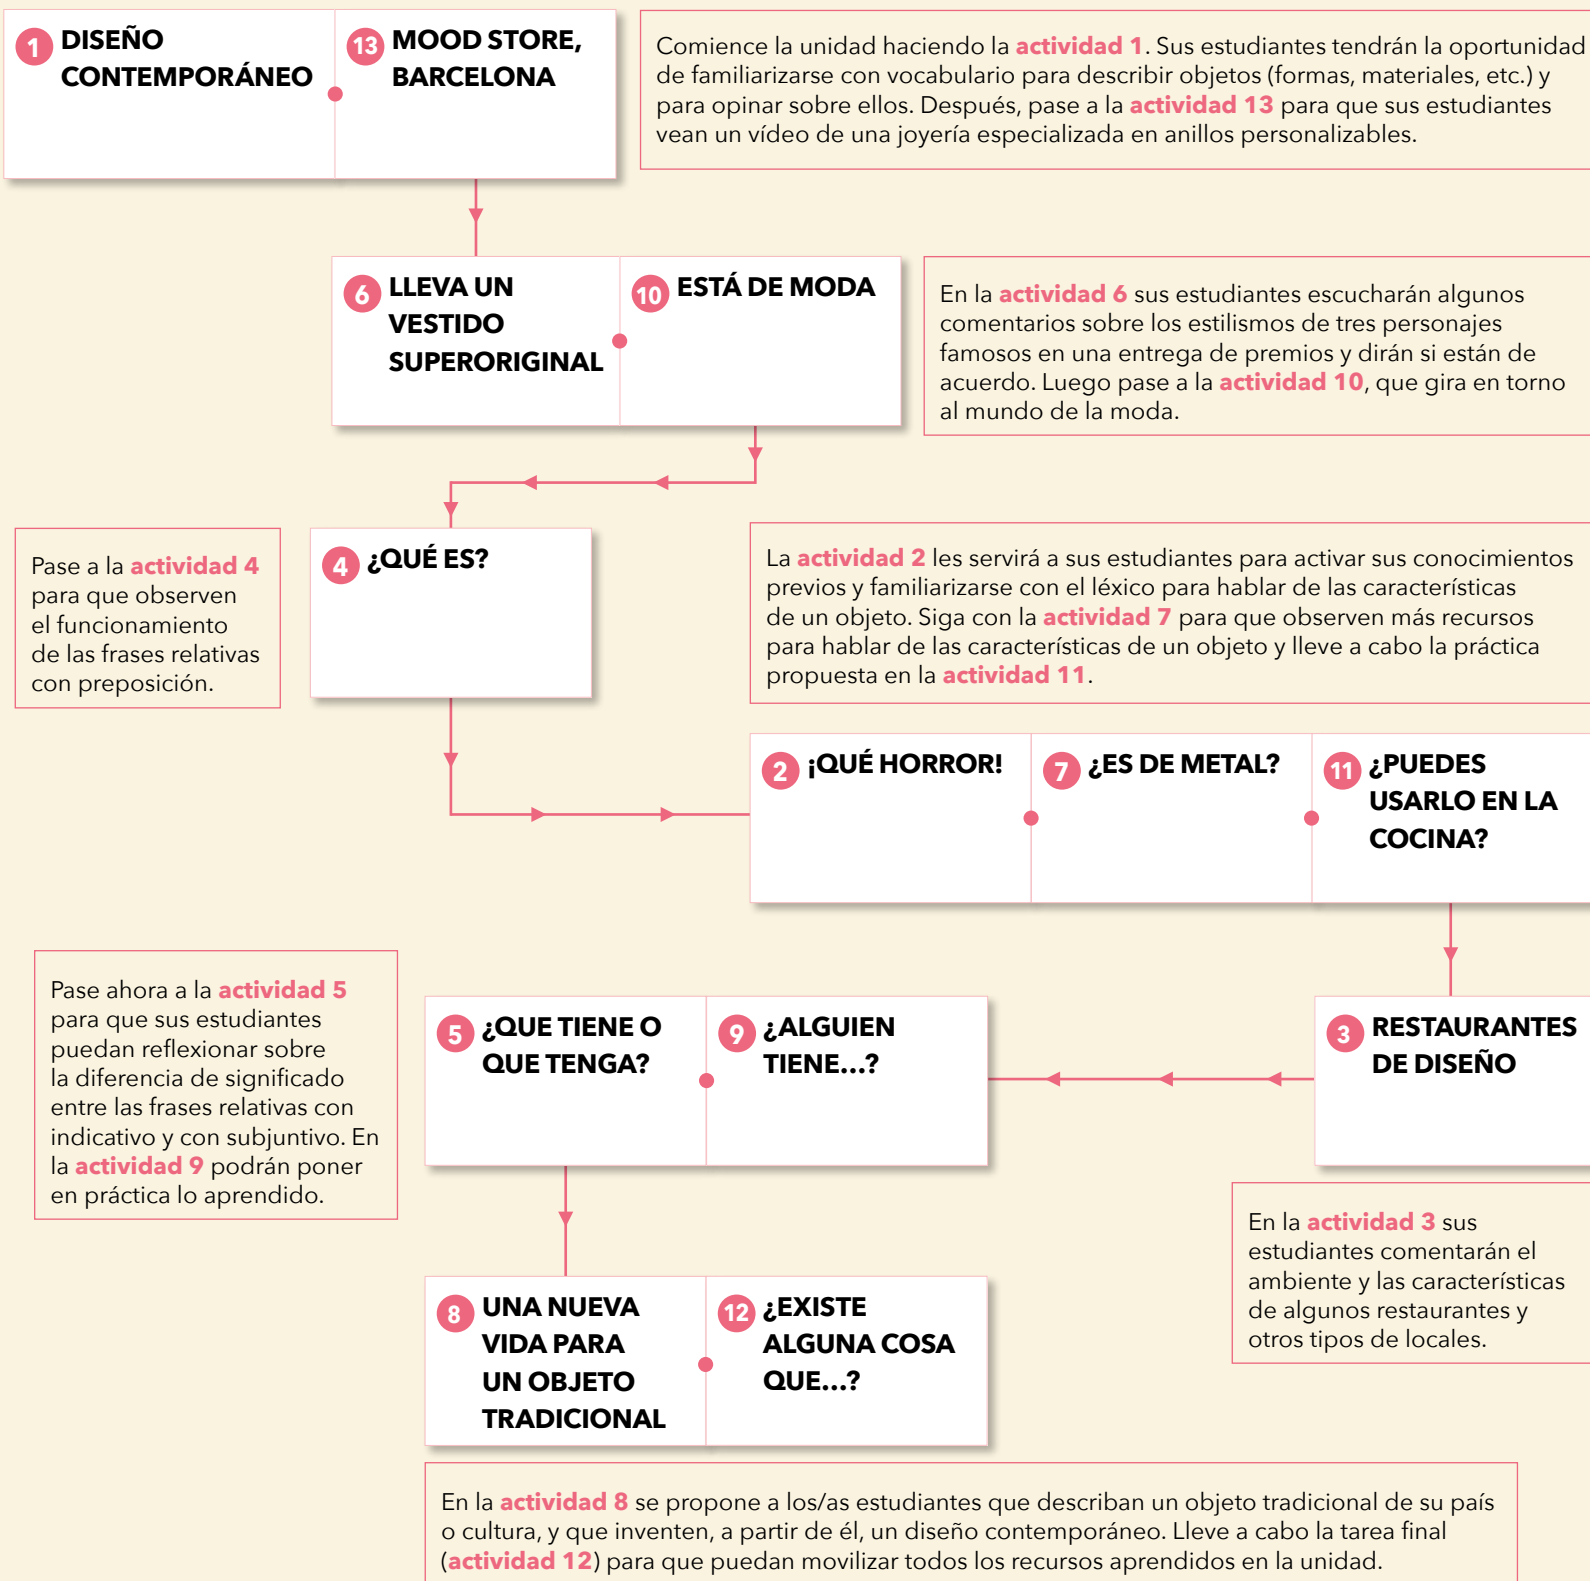 1 DISEÑO
CONTEMPORÁNEO
13 MOOD STORE,
BARCELONA
Comience la unidad haciendo la actividad 1. Sus estudiantes tendrán la oportunidad
de familiarizarse con vocabulario para describir objetos (formas, materiales, etc.) y
para opinar sobre ellos. Después, pase a la actividad 13 para que sus estudiantes
vean un vídeo de una joyería especializada en anillos personalizables.
6 LLEVA UN
VESTIDO
SUPERORIGINAL
10 ESTÁ DE MODA
En la actividad 6 sus estudiantes escucharán algunos
comentarios sobre los estilismos de tres personajes
famosos en una entrega de premios y dirán si están de
acuerdo. Luego pase a la actividad 10, que gira en torno
al mundo de la moda.
Pase a la actividad 4
para que observen
el funcionamiento
de las frases relativas
con preposición.
4 ¿QUÉ ES?
La actividad 2 les servirá a sus estudiantes para activar sus conocimientos
previos y familiarizarse con el léxico para hablar de las características
de un objeto. Siga con la actividad 7 para que observen más recursos
para hablar de las características de un objeto y lleve a cabo la práctica
propuesta en la actividad 11.
2 ¡QUÉ HORROR!
7 ¿ES DE METAL?
11 ¿PUEDES
USARLO EN LA
COCINA?
Pase ahora a la actividad 5
para que sus estudiantes
puedan reflexionar sobre
la diferencia de significado
entre las frases relativas con
indicativo y con subjuntivo. En
la actividad 9 podrán poner
en práctica lo aprendido.
5 ¿QUE TIENE O
QUE TENGA?
9 ¿ALGUIEN
TIENE...?
3 RESTAURANTES
DE DISEÑO
En la actividad 3 sus
estudiantes comentarán el
ambiente y las características
de algunos restaurantes y
otros tipos de locales.
8 UNA NUEVA
VIDA PARA
UN OBJETO
TRADICIONAL
12 ¿EXISTE
ALGUNA COSA
QUE...?
En la actividad 8 se propone a los/as estudiantes que describan un objeto tradicional de su país
o cultura, y que inventen, a partir de él, un diseño contemporáneo. Lleve a cabo la tarea final
(actividad 12) para que puedan movilizar todos los recursos aprendidos en la unidad.